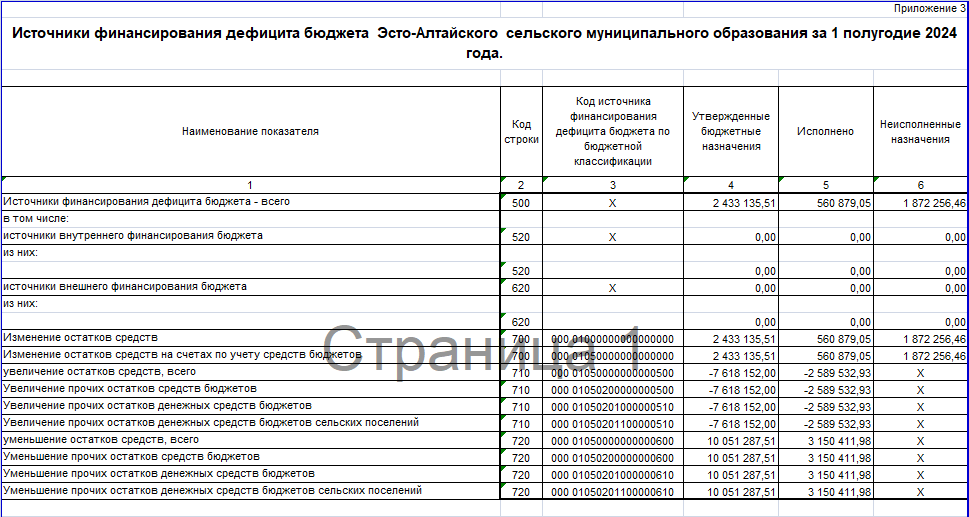 Приложение 3
Источники финансирования дефицита бюджета Эсто-Алтайского сельского муниципального образования за 1 полугодие 2024
года.
Наименование показателя
Код
строки
Код источника
финансирования
дефицита бюджета по
бюджетной
классификации
Утвержденные
бюджетные
назначения
Исполнено
Неисполненные
назначения
1 2 3 4 5 6
Источники финансирования дефицита бюджета - всего 500 X 2 433 135,51 560 879,05 1 872 256,46
в том числе:
источники внутреннего финансирования бюджета 520 X 0,00 0,00 0,00
из них:
520 0,00 0,00 0,00
источники внешнего финансирования бюджета 620 X 0,00 0,00 0,00
из них:
620 0,00 0,00 0,00
Изменение остатков средств 700 000 01000000000000000 2 433 135,51 560 879,05 1 872 256,46
Изменение остатков средств на счетах по учету средств бюджетов 700 000 01050000000000000 2 433 135,51 560 879,05 1 872 256,46
увеличение остатков средств, всего 710 000 01050000000000500 -7 618 152,00 -2 589 532,93 X
Увеличение прочих остатков средств бюджетов 710 000 01050200000000500 -7 618 152,00 -2 589 532,93 X
Увеличение прочих остатков денежных средств бюджетов 710 000 01050201000000510 -7 618 152,00 -2 589 532,93 X
Увеличение прочих остатков денежных средств бюджетов сельских поселений 710 000 01050201100000510 -7 618 152,00 -2 589 532,93 X
уменьшение остатков средств, всего 720 000 01050000000000600 10 051 287,51 3 150 411,98 X
Уменьшение прочих остатков средств бюджетов 720 000 01050200000000600 10 051 287,51 3 150 411,98 X
Уменьшение прочих остатков денежных средств бюджетов 720 000 01050201000000610 10 051 287,51 3 150 411,98 X
Уменьшение прочих остатков денежных средств бюджетов сельских поселений 720 000 01050201100000610 10 051 287,51 3 150 411,98 X
Страница 1